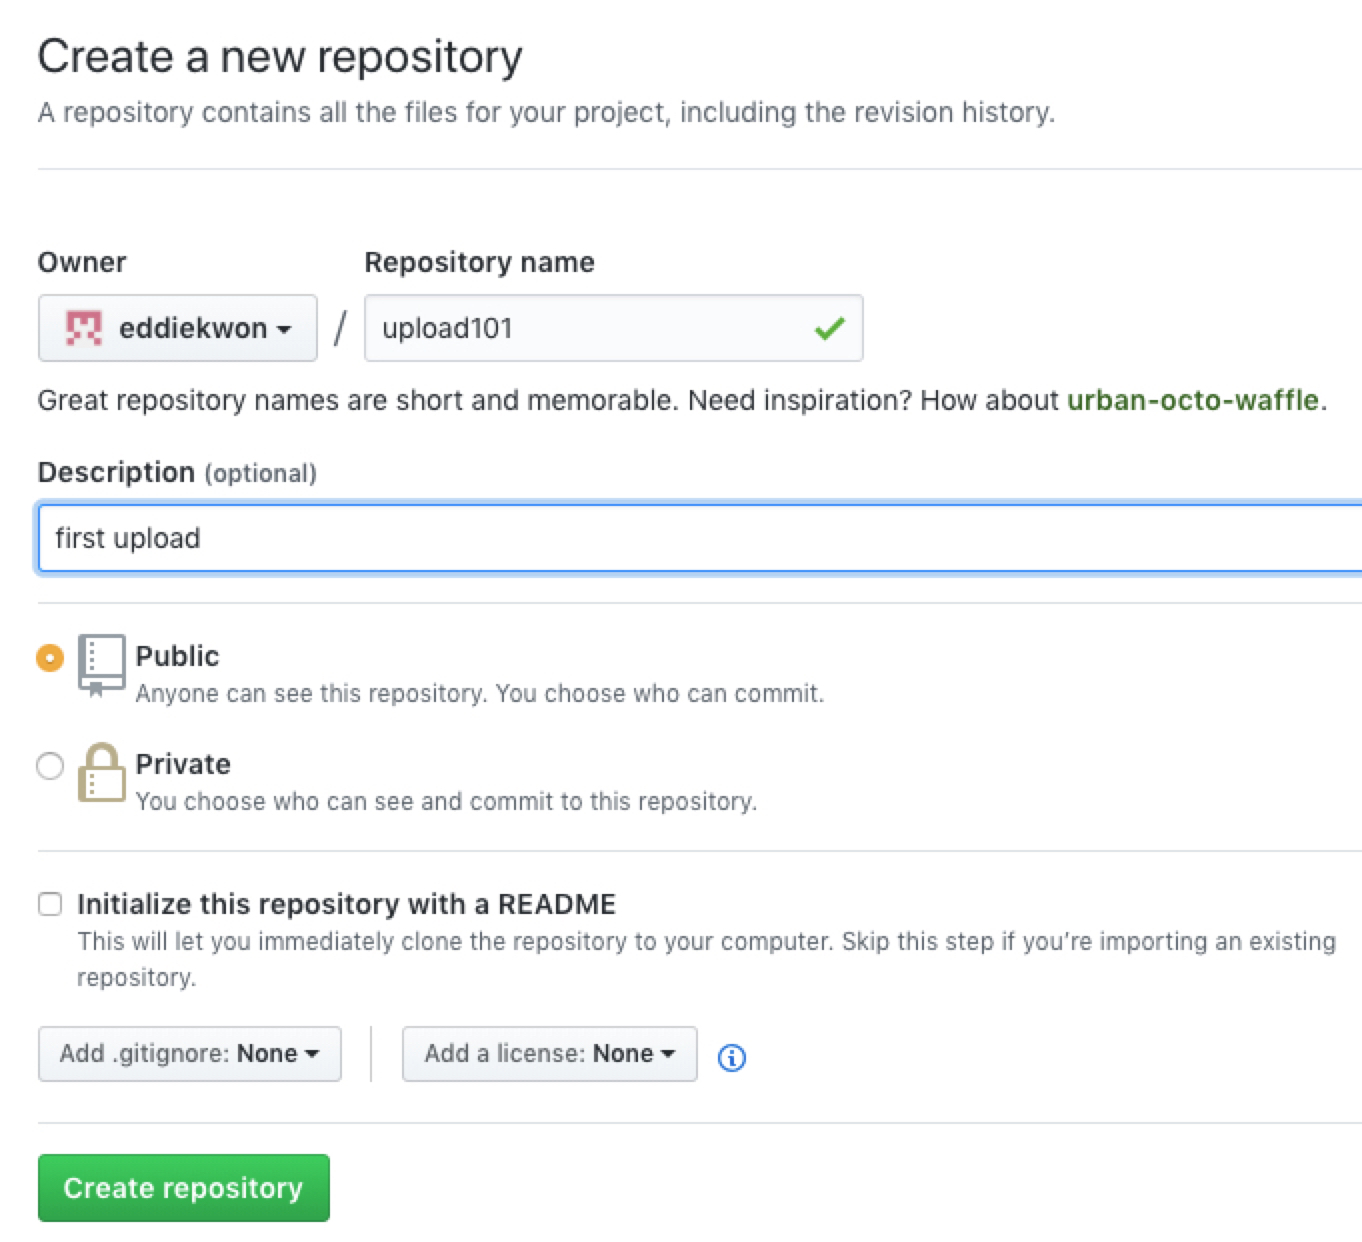 Create a new repository
A repository contains all the files for your project, including the revision history.
Owner
Repository name
eddiekwon
/
upload101
Great repository names are short and memorable. Need inspiration? How about urban-octo-waffle.
Description (optional)
first upload
Public
Anyone can see this repository. You choose who can commit.
Private
You choose who can see and commit to this repository.
Initialize this repository with a README
This will let you immediately clone the repository to your computer. Skip this step if you’re importing an existing
repository.
Add .gitignore: None
Add a license: None
Create repository